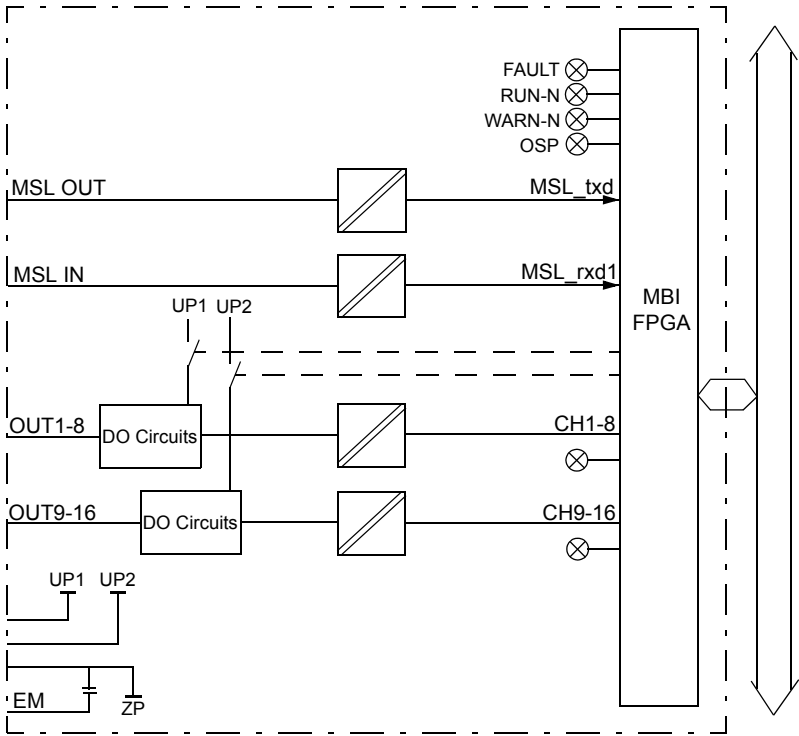 FAULT
RUN-N
WARN-N
OSP
MSL OUT
MSL_txd
MSL IN
MSL_rxd1
MBI
FPGA
UP1 UP2
OUT1-8
DO Circuits
CH1-8
OUT9-16
DO Circuits
CH9-16
UP1 UP2
EM
ZP